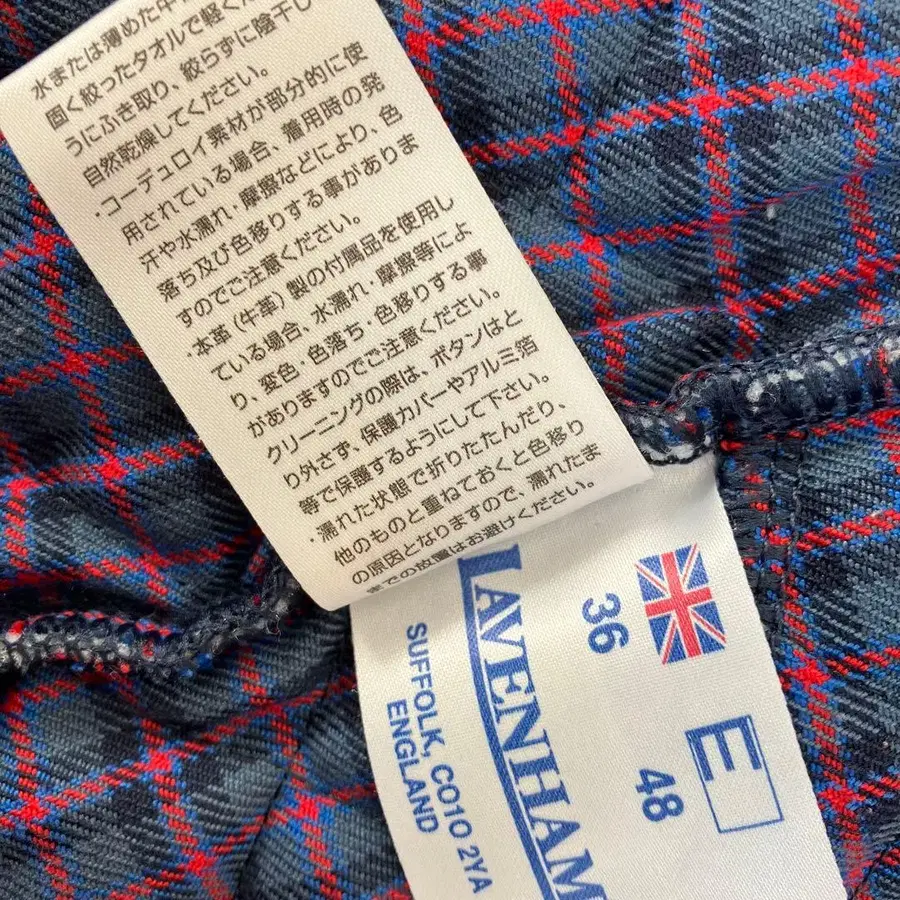 水または薄めた中
固く絞ったタオルで軽く
うにふき取り、絞らずに陰干し
自然乾燥してください。
・コーデュロイ素材が部分的に使
用されている場合、着用時の発
汗や水濡れ・摩擦などにより、色
落ち及び色移りする事がありま
すのでご注意ください。
・本革(牛革)製の付属品を使用し
ている場合、水濡れ・摩擦等によ
り、変色・色落ち・色移りする事
がありますのでご注意ください。
クリーニングの際は、ボタンはと
り外さず、保護カバーやアルミ箔
等で保護するようにして下さい。
・濡れた状態で折りたたんだり、
他のものと重ねておくと色移り
の原因となりますので、濡れたま
までの放置はお避けください。
LAVENHAM
SUFFOLK, CO10 2YA
ENGLAND
36
E
48